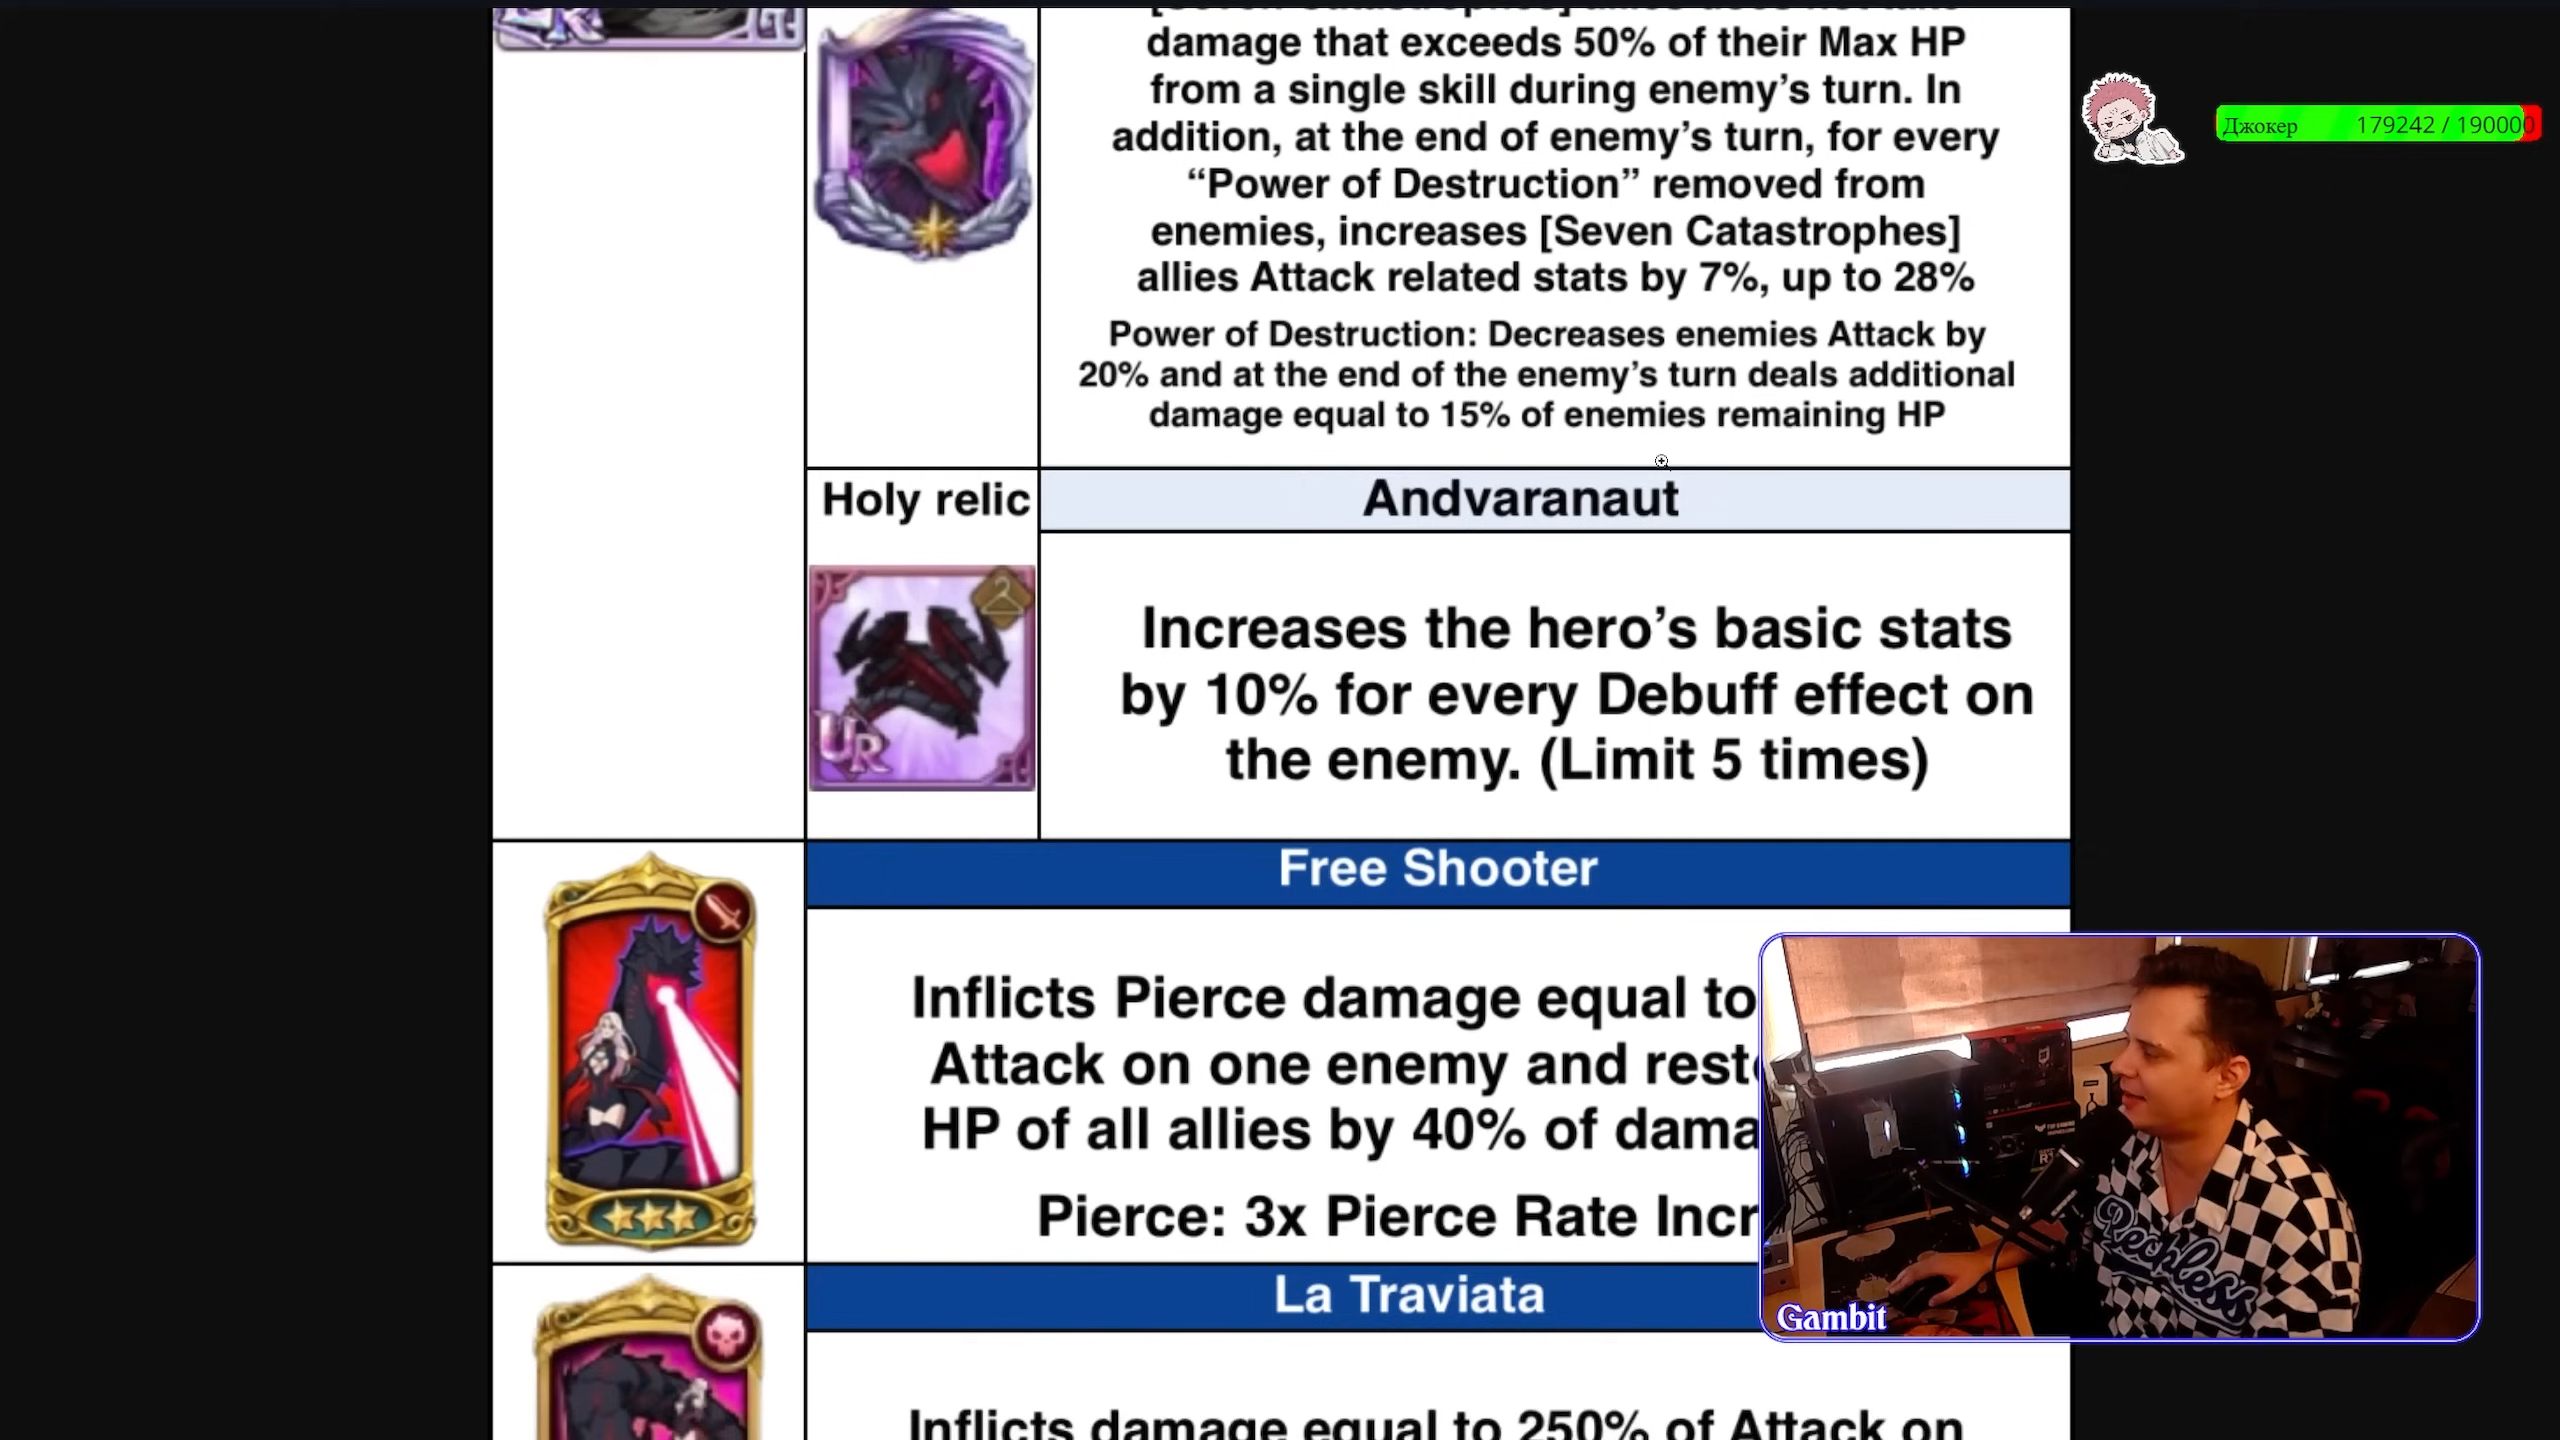 damage that exceeds 50% of their Max HP
from a single skill during enemy’s turn. In
addition, at the end of enemy’s turn, for every
“Power of Destruction” removed from
enemies, increases [Seven Catastrophes]
allies Attack related stats by 7%, up to 28%
Power of Destruction: Decreases enemies Attack by
20% and at the end of the enemy’s turn deals additional
damage equal to 15% of enemies remaining HP
Джокер 179242 / 190000
Holy relic
Andvaranaut
UR
Increases the hero’s basic stats
by 10% for every Debuff effect on
the enemy. (Limit 5 times)
Free Shooter
Inflicts Pierce damage equal to
Attack on one enemy and
HP of all allies by 40% of
Pierce: 3x Pierce Rate
La Traviata
Inflicts damage equal to 250% of Attack on
Gambit
Reckless